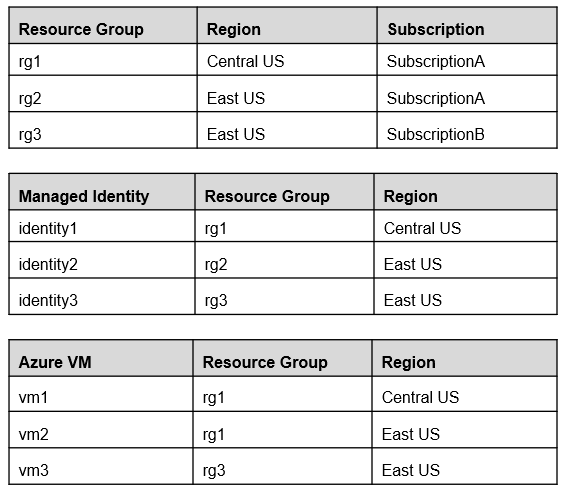 Resource Group Region Subscription
rg1 Central US SubscriptionA
rg2 East US SubscriptionA
rg3 East US SubscriptionB
Managed Identity Resource Group Region
identity1 rg1 Central US
identity2 rg2 East US
identity3 rg3 East US
Azure VM Resource Group Region
vm1 rg1 Central US
vm2 rg1 East US
vm3 rg3 East US